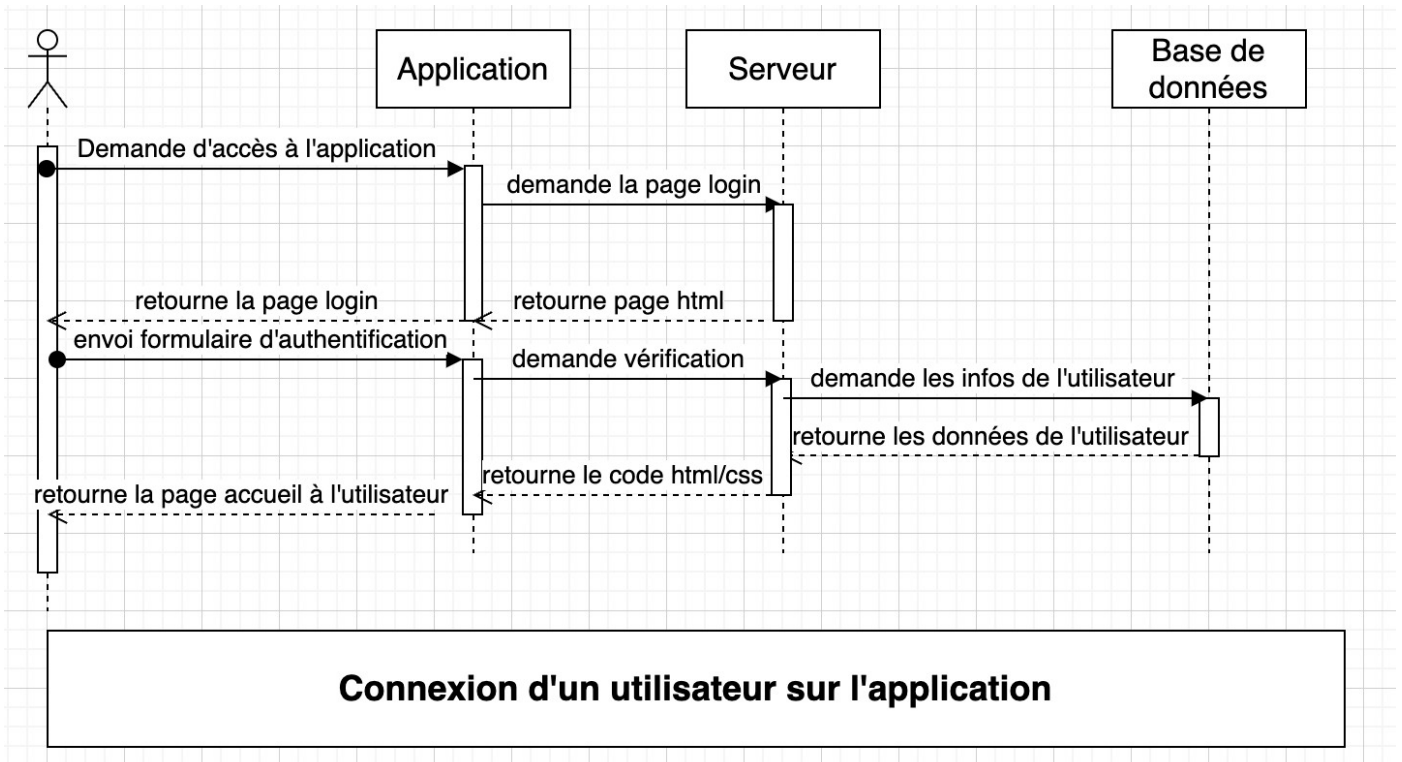 Application
Serveur
Base de
données
Demande d'accès à l'application
demande la page login
retourne la page login
retourne page html
envoi formulaire d'authentification
demande vérification
demande les infos de l'utilisateur
retourne les données de l'utilisateur
retourne le code html/css
retourne la page accueil à l'utilisateur
Connexion d'un utilisateur sur l'application